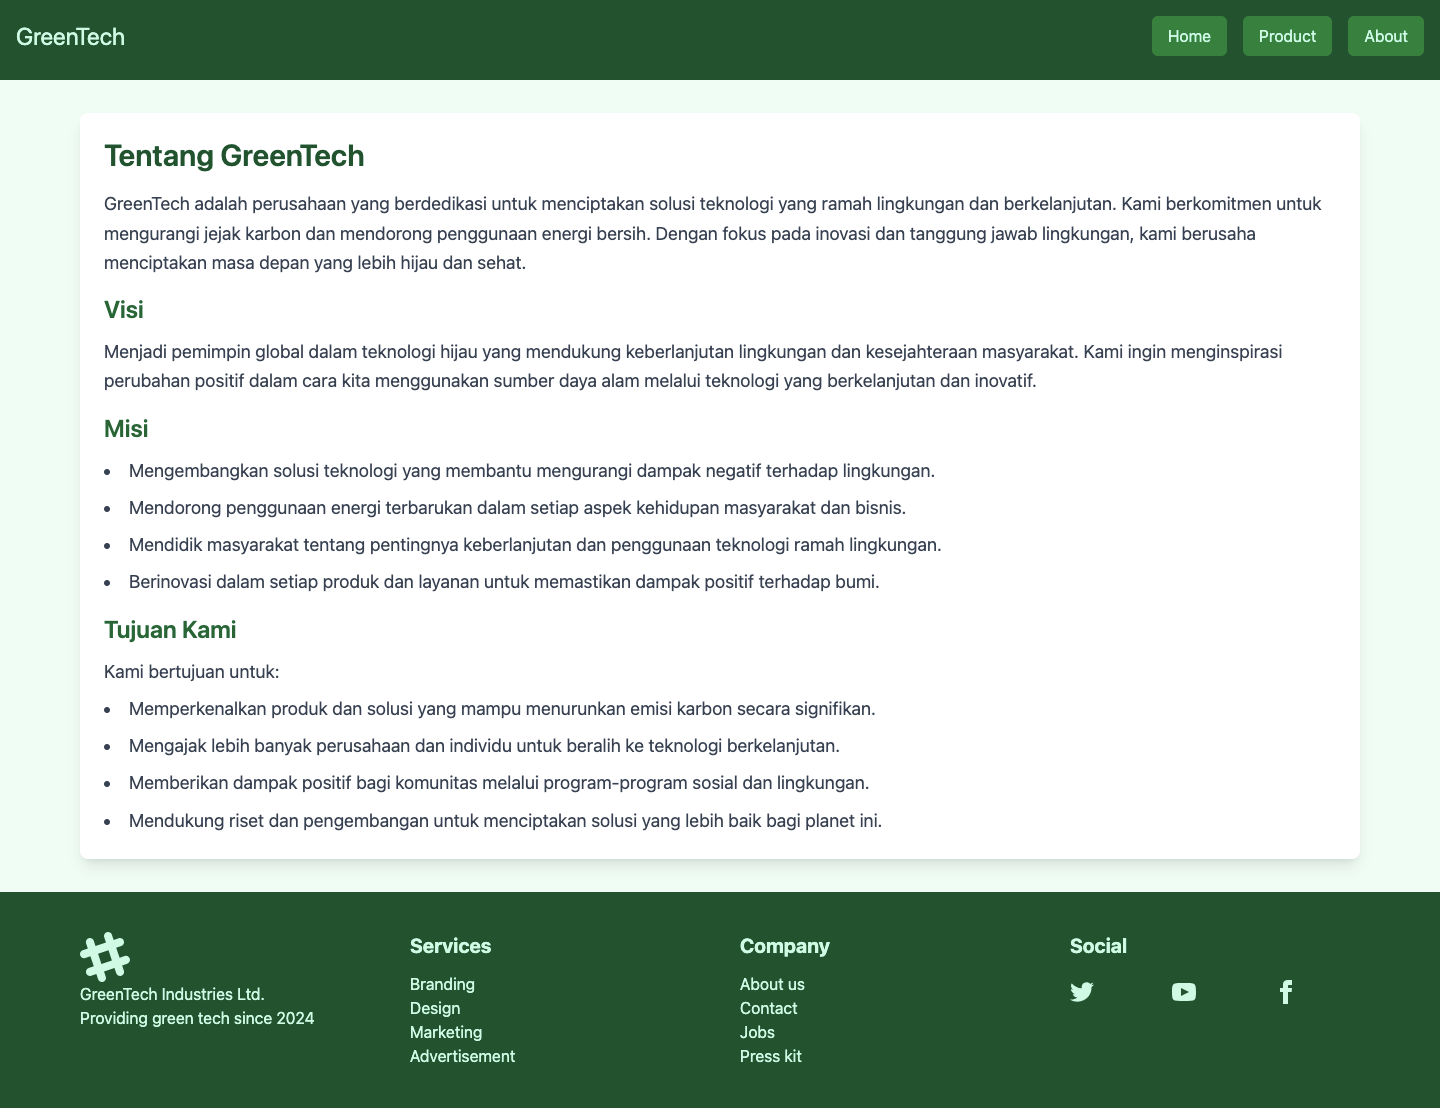 GreenTech
Home
Product
About
Tentang GreenTech
GreenTech adalah perusahaan yang berdedikasi untuk menciptakan solusi teknologi yang ramah lingkungan dan berkelanjutan. Kami berkomitmen untuk
mengurangi jejak karbon dan mendorong penggunaan energi bersih. Dengan fokus pada inovasi dan tanggung jawab lingkungan, kami berusaha
menciptakan masa depan yang lebih hijau dan sehat.
Visi
Menjadi pemimpin global dalam teknologi hijau yang mendukung keberlanjutan lingkungan dan kesejahteraan masyarakat. Kami ingin menginspirasi
perubahan positif dalam cara kita menggunakan sumber daya alam melalui teknologi yang berkelanjutan dan inovatif.
Misi
• Mengembangkan solusi teknologi yang membantu mengurangi dampak negatif terhadap lingkungan.
• Mendorong penggunaan energi terbarukan dalam setiap aspek kehidupan masyarakat dan bisnis.
• Mendidik masyarakat tentang pentingnya keberlanjutan dan penggunaan teknologi ramah lingkungan.
• Berinovasi dalam setiap produk dan layanan untuk memastikan dampak positif terhadap bumi.
Tujuan Kami
Kami bertujuan untuk:
• Memperkenalkan produk dan solusi yang mampu menurunkan emisi karbon secara signifikan.
• Mengajak lebih banyak perusahaan dan individu untuk beralih ke teknologi berkelanjutan.
• Memberikan dampak positif bagi komunitas melalui program-program sosial dan lingkungan.
• Mendukung riset dan pengembangan untuk menciptakan solusi yang lebih baik bagi planet ini.
GreenTech Industries Ltd.
Providing green tech since 2024
Services
Branding
Design
Marketing
Advertisement
Company
About us
Contact
Jobs
Press kit
Social